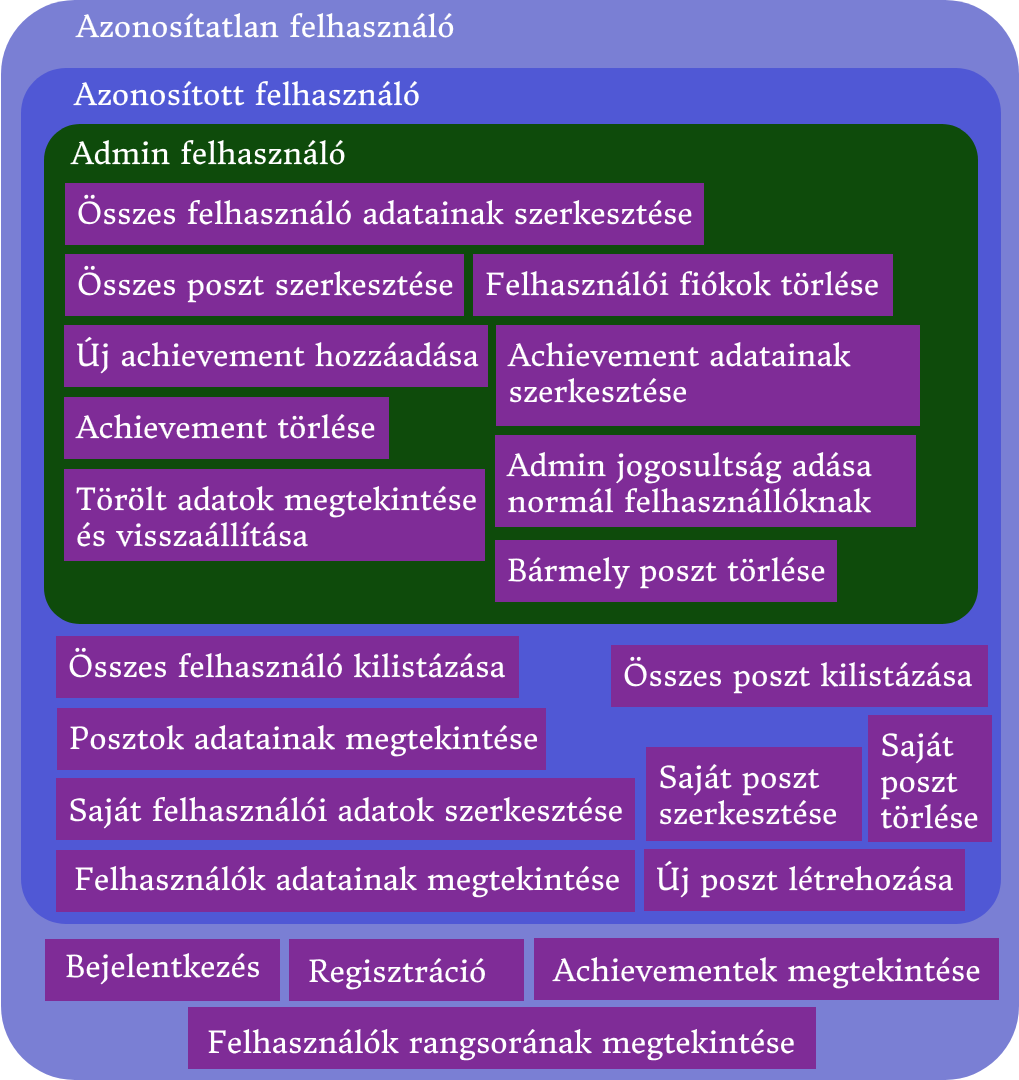 Azonosítatlan felhasználó
Azonosított felhasználó
Admin felhasználó
Összes felhasználó adatainak szerkesztése
Összes poszt szerkesztése
Felhasználói fiókok törlése
Új achievement hozzáadása
Achievement adatainak
szerkesztése
Achievement törlése
Admin jogosultság adása
normál felhasznállóknak
Törölt adatok megtekintése
és visszaállítása
Bármely poszt törlése
Összes felhasználó kilistázása
Összes poszt kilistázása
Posztok adatainak megtekintése
Saját poszt
szerkesztése
Saját
poszt
törlése
Saját felhasználói adatok szerkesztése
Felhasználók adatainak megtekintése
Új poszt létrehozása
Bejelentkezés
Regisztráció
Achievementek megtekintése
Felhasználók rangsorának megtekintése